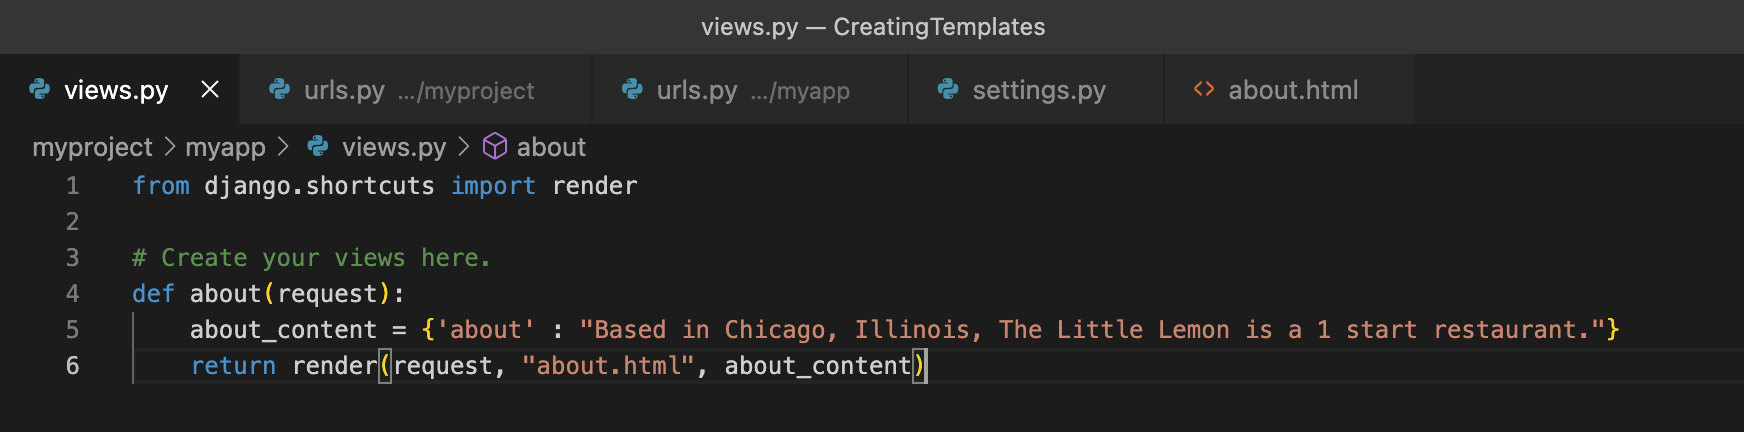 views.py — CreatingTemplates
views.py urls.py .../myproject urls.py .../myapp settings.py <> about.html
myproject > myapp > views.py > about
1 from django.shortcuts import render
2
3 # Create your views here.
4 def about(request):
5 about_content = {'about' : "Based in Chicago, Illinois, The Little Lemon is a 1 start restaurant."}
6 return render(request, "about.html", about_content)